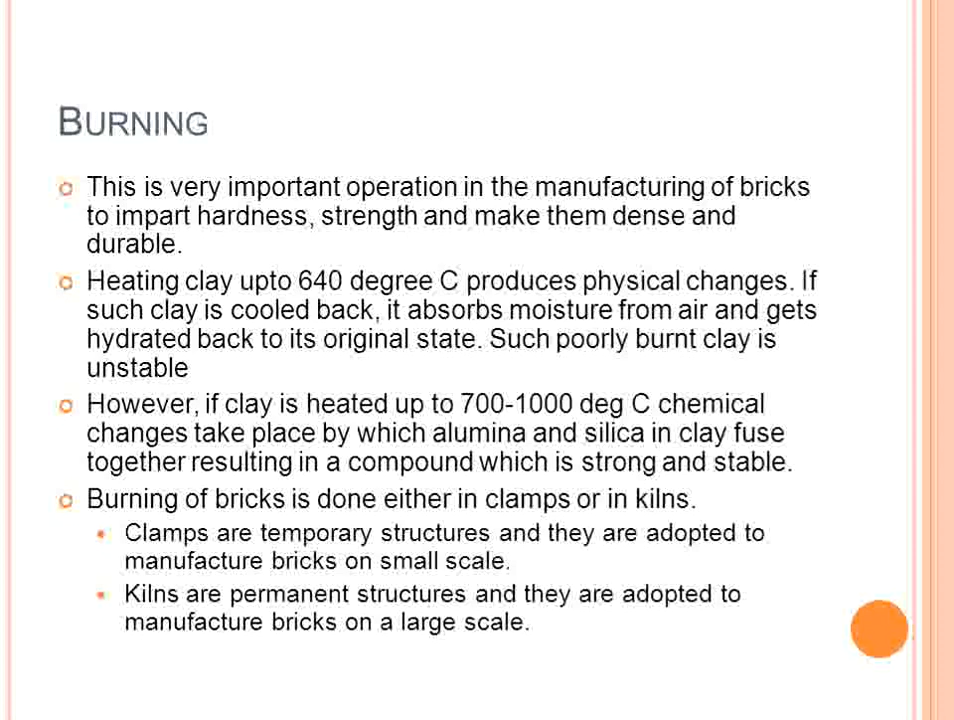 BURNING
This is very important operation in the manufacturing of bricks
to impart hardness, strength and make them dense and
durable.
Heating clay upto 640 degree C produces physical changes. If
such clay is cooled back, it absorbs moisture from air and gets
hydrated back to its original state. Such poorly burnt clay is
unstable
However, if clay is heated up to 700-1000 deg C chemical
changes take place by which alumina and silica in clay fuse
together resulting in a compound which is strong and stable.
Burning of bricks is done either in clamps or in kilns.
Clamps are temporary structures and they are adopted to
manufacture bricks on small scale.
Kilns are permanent structures and they are adopted to
manufacture bricks on a large scale.